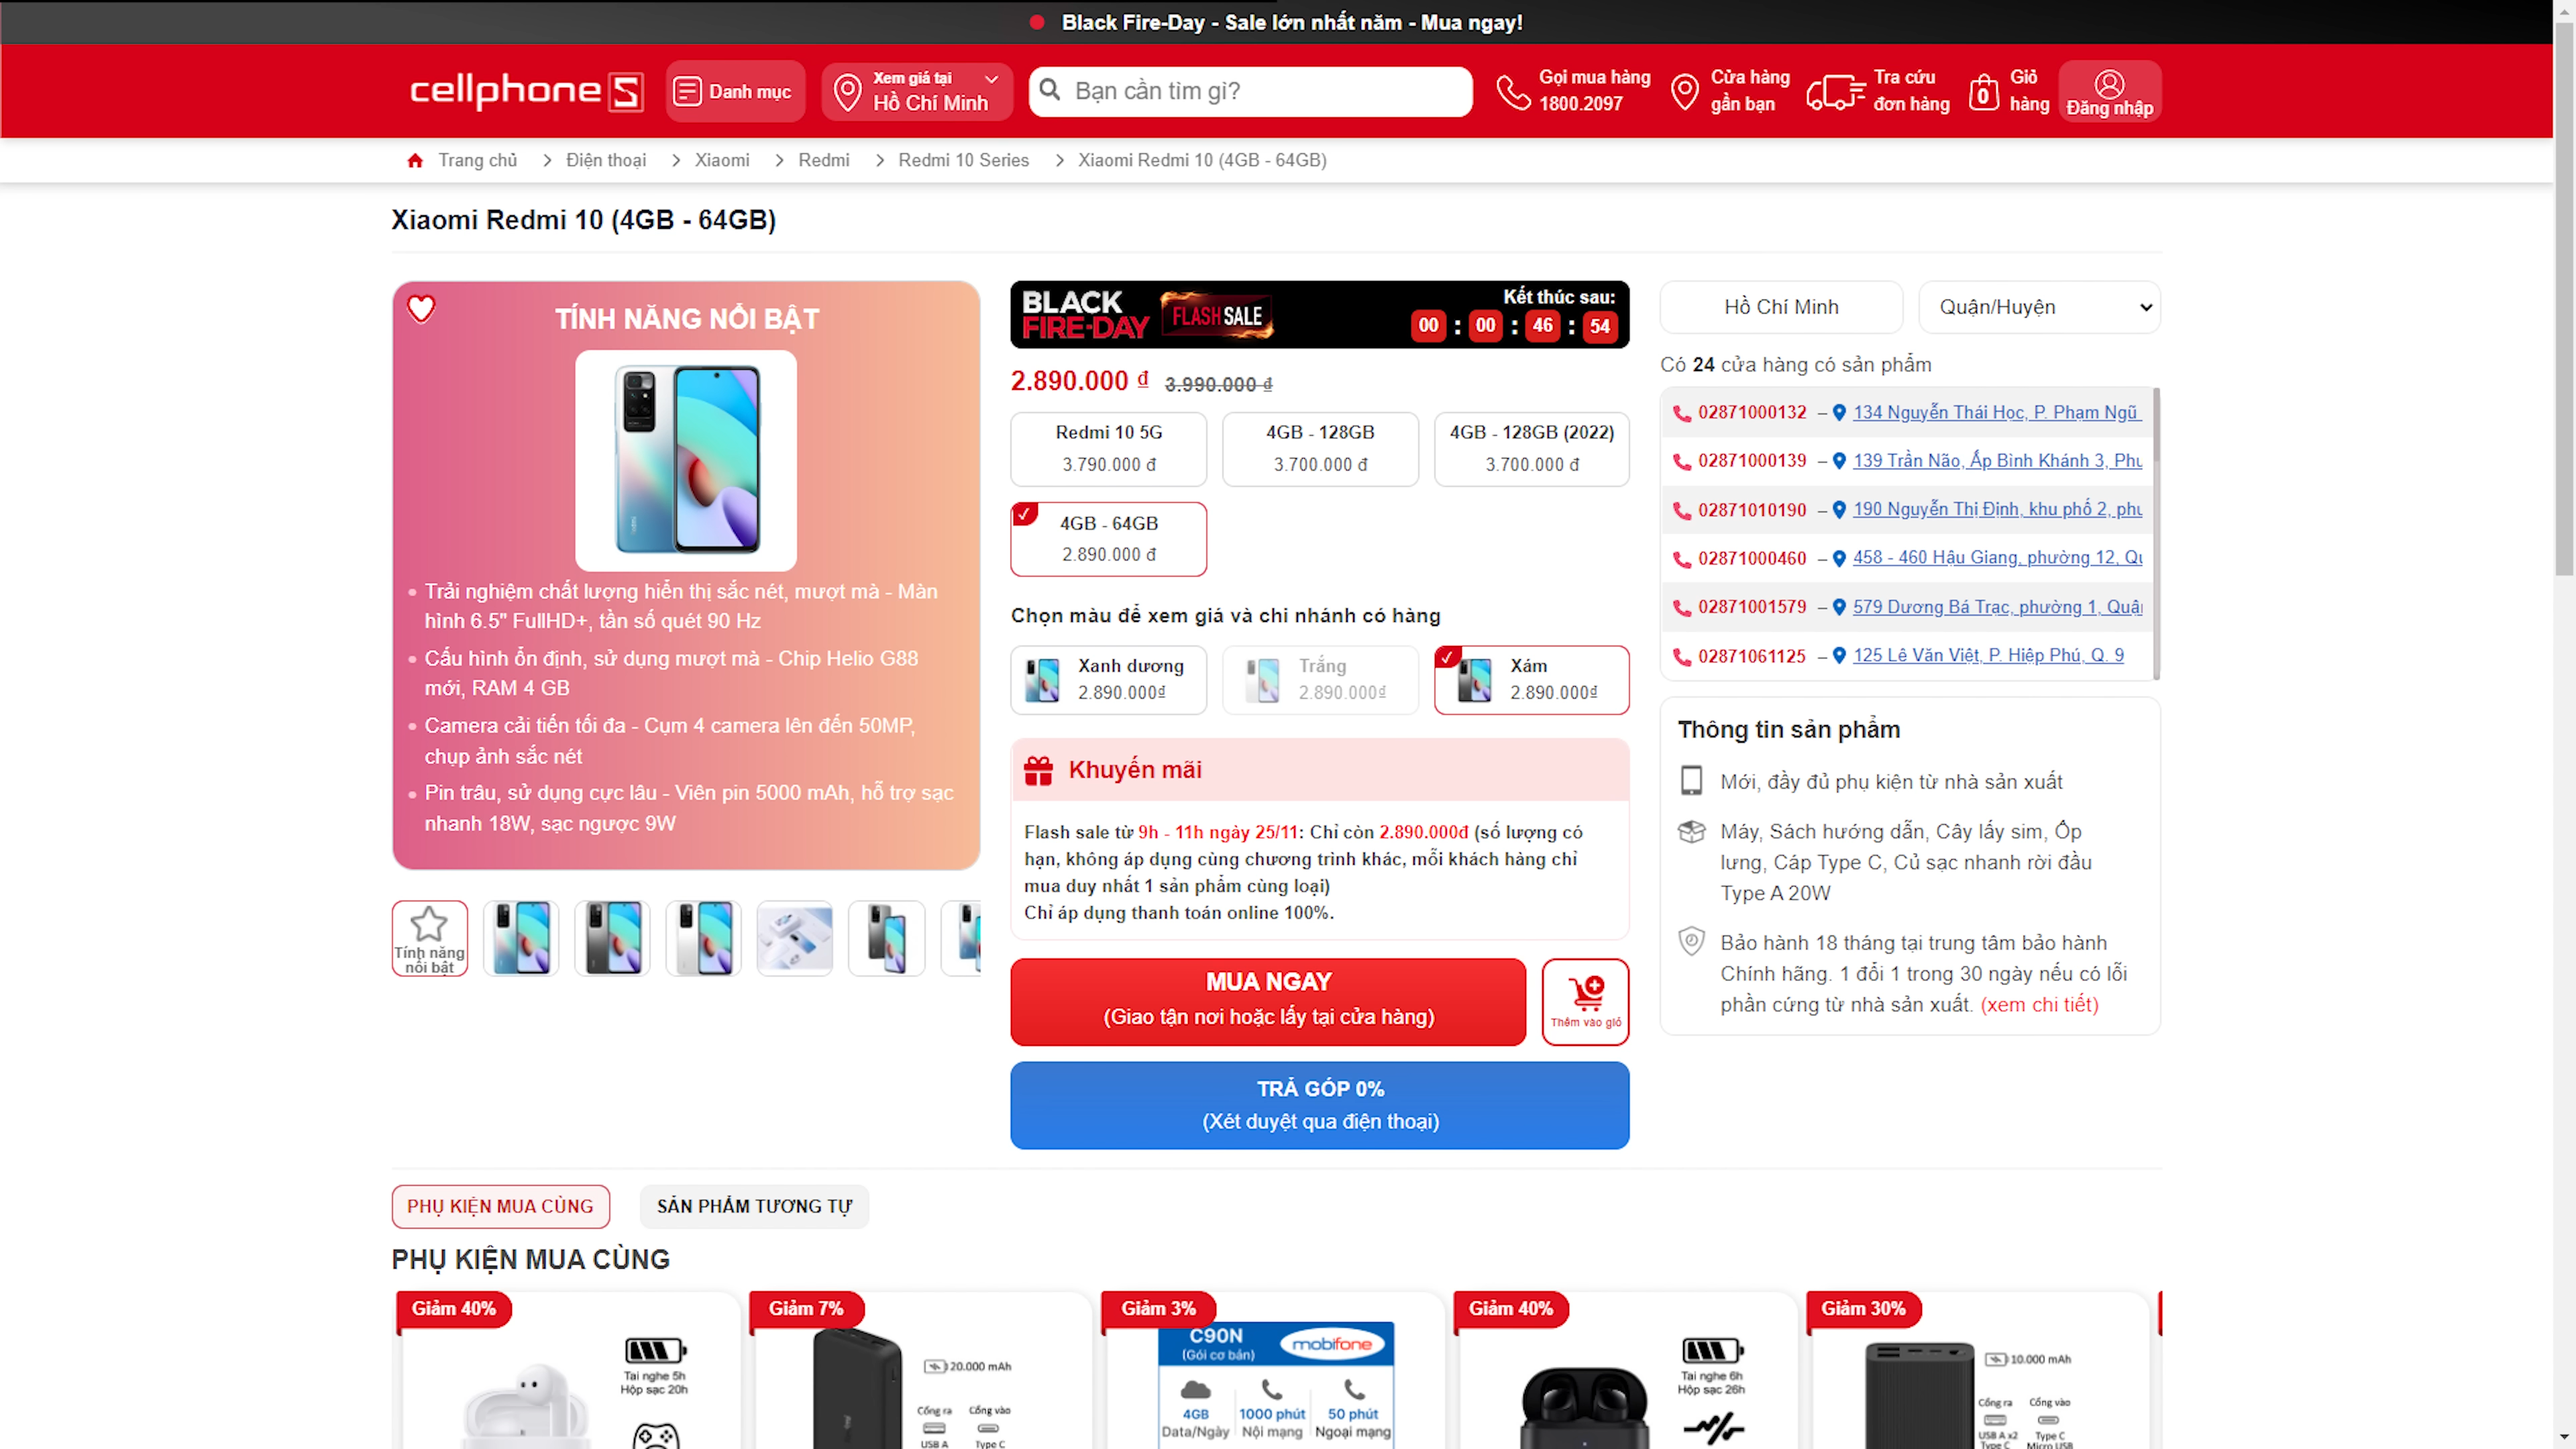 Black Fire-Day - Sale lớn nhất năm - Mua ngay!
cellphoneS
Danh mục
Xem giá tại
Hồ Chí Minh
Bạn cần tìm gì?
Gọi mua hàng
1800.2097
Cửa hàng
gần bạn
Tra cứu
đơn hàng
0
Giỏ
hàng
Đăng nhập
Trang chủ > Điện thoại > Xiaomi > Redmi > Redmi 10 Series > Xiaomi Redmi 10 (4GB - 64GB)
Xiaomi Redmi 10 (4GB - 64GB)
TÍNH NĂNG NỔI BẬT
• Trải nghiệm chất lượng hiển thị sắc nét, mượt mà - Màn
hình 6.5" FullHD+, tần số quét 90 Hz
• Cấu hình ổn định, sử dụng mượt mà - Chip Helio G88
mới, RAM 4 GB
• Camera cải tiến tối đa - Cụm 4 camera lên đến 50MP,
chụp ảnh sắc nét
• Pin trâu, sử dụng cực lâu - Viên pin 5000 mAh, hỗ trợ sạc
nhanh 18W, sạc ngược 9W
Tính năng
nổi bật
BLACK
FIRE-DAY
FLASH SALE
Kết thúc sau:
00 : 00 : 46 : 54
2.890.000 ₫ 3.990.000 ₫
Redmi 10 5G
3.790.000 đ
4GB - 128GB
3.700.000 đ
4GB - 128GB (2022)
3.700.000 đ
4GB - 64GB
2.890.000 đ
Chọn màu để xem giá và chi nhánh có hàng
Xanh dương
2.890.000₫
Trắng
2.890.000₫
Xám
2.890.000₫
Khuyến mãi
Flash sale từ 9h - 11h ngày 25/11: Chỉ còn 2.890.000đ (số lượng có
hạn, không áp dụng cùng chương trình khác, mỗi khách hàng chỉ
mua duy nhất 1 sản phẩm cùng loại)
Chỉ áp dụng thanh toán online 100%.
MUA NGAY
(Giao tận nơi hoặc lấy tại cửa hàng)
Thêm vào giỏ
TRẢ GÓP 0%
(Xét duyệt qua điện thoại)
Hồ Chí Minh
Quận/Huyện
Có 24 cửa hàng có sản phẩm
02871000132 – 134 Nguyễn Thái Học, P. Phạm Ngũ
02871000139 – 139 Trần Não, Ấp Bình Khánh 3, Phư
02871010190 – 190 Nguyễn Thị Định, khu phố 2, phư
02871000460 – 458 - 460 Hậu Giang, phường 12, Qu
02871001579 – 579 Dương Bá Trạc, phường 1, Quận
02871061125 – 125 Lê Văn Việt, P. Hiệp Phú, Q. 9
Thông tin sản phẩm
Mới, đầy đủ phụ kiện từ nhà sản xuất
Máy, Sách hướng dẫn, Cây lấy sim, Ốp
lưng, Cáp Type C, Củ sạc nhanh rời đầu
Type A 20W
Bảo hành 18 tháng tại trung tâm bảo hành
Chính hãng. 1 đổi 1 trong 30 ngày nếu có lỗi
phần cứng từ nhà sản xuất. (xem chi tiết)
PHỤ KIỆN MUA CÙNG
SẢN PHẨM TƯƠNG TỰ
PHỤ KIỆN MUA CÙNG
Giảm 40%
Tai nghe 5h
Hộp sạc 20h
Giảm 7%
20.000 mAh
Cổng ra
USB A
Cổng vào
Type C
Giảm 3%
C90N
(Gói cơ bản)
mobifone
4GB
Data/Ngày
1000 phút
Nội mạng
50 phút
Ngoại mạng
Giảm 40%
Tai nghe 6h
Hộp sạc 26h
Giảm 30%
10.000 mAh
Cổng ra
USB A x2
Type C
Cổng vào
Type C
Micro USB